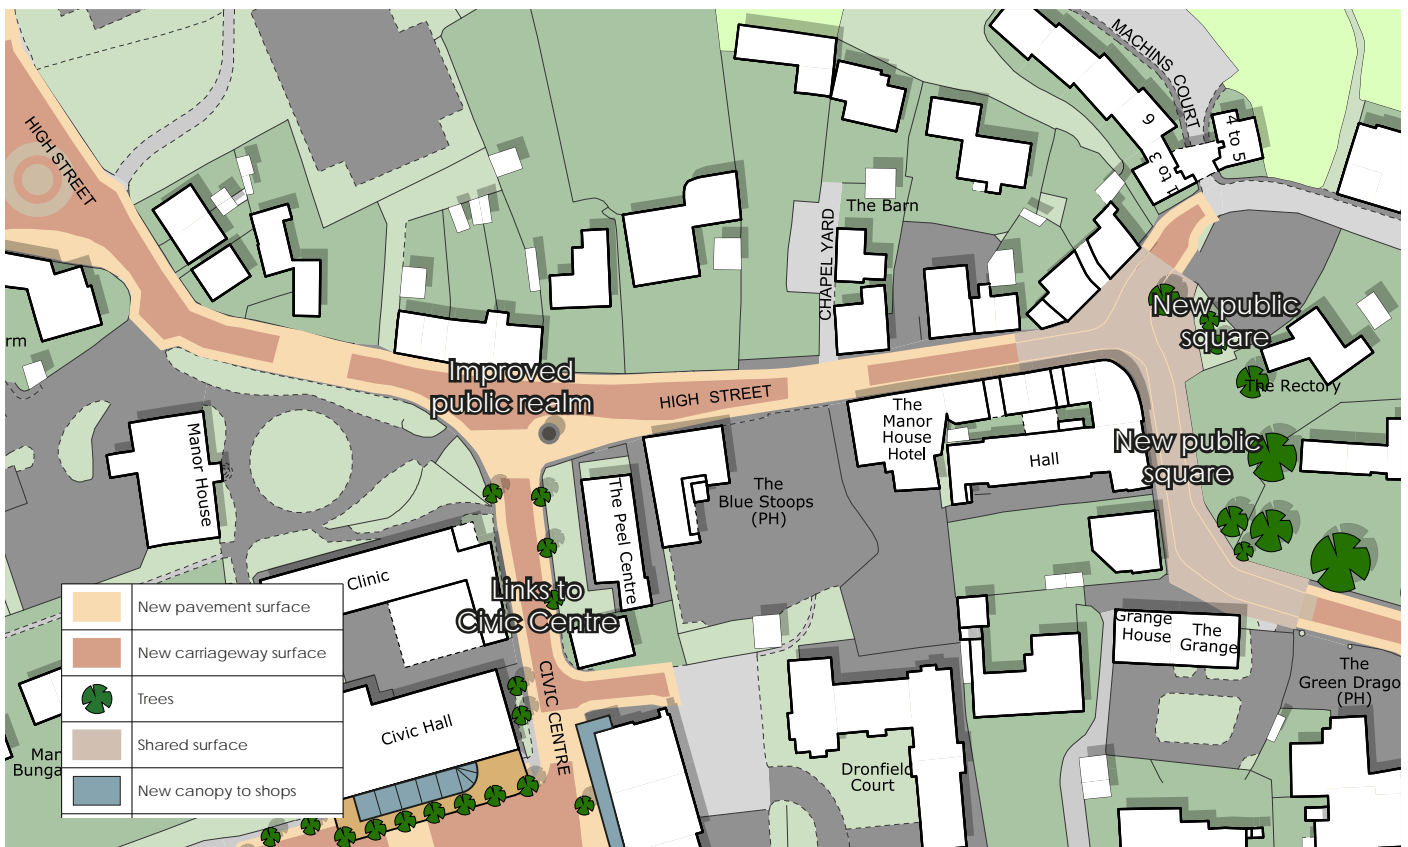 MACHINS COURT
HIGH STREET
6
4 to 5
1 to 3
The Barn
CHAPEL YARD
New public
square
rm
Improved
public realm
The Rectory
HIGH STREET
The
Manor
House
Hotel
Manor House
New public
square
Hall
The
Blue Stoops
(PH)
The Peel Centre
Clinic
Links to
Civic Centre
New pavement surface
New carriageway surface
Trees
Shared surface
New canopy to shops
Grange
House
The
Grange
The
Green Drago
(PH)
CIVIC CENTRE
Civic Hall
Man
Bunga
Dronfield
Court